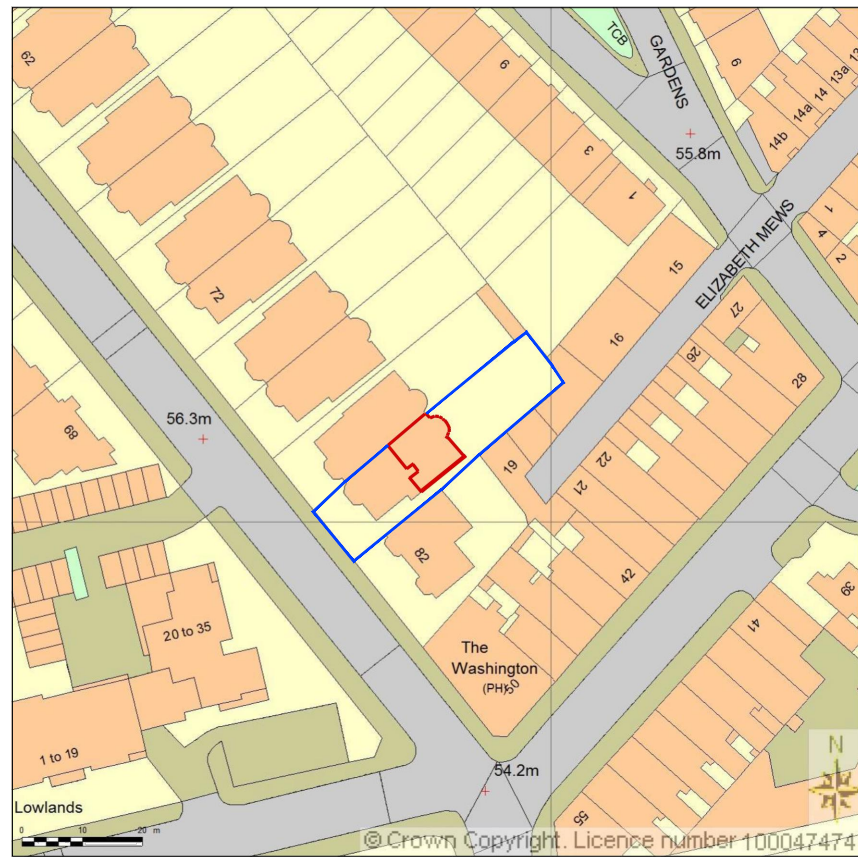 62
TCB
GARDENS
6
6
3
1
14b
14a
14
13a
13
55.8m
ELIZABETH MEWS
1
4
2
72
15
16
27
26
28
68
56.3m
19
22
21
82
42
39
41
20 to 35
The
Washington
(PH)
50
1 to 19
54.2m
55
Lowlands
0 10 20 m
N
© Crown Copyright. Licence number 100047474